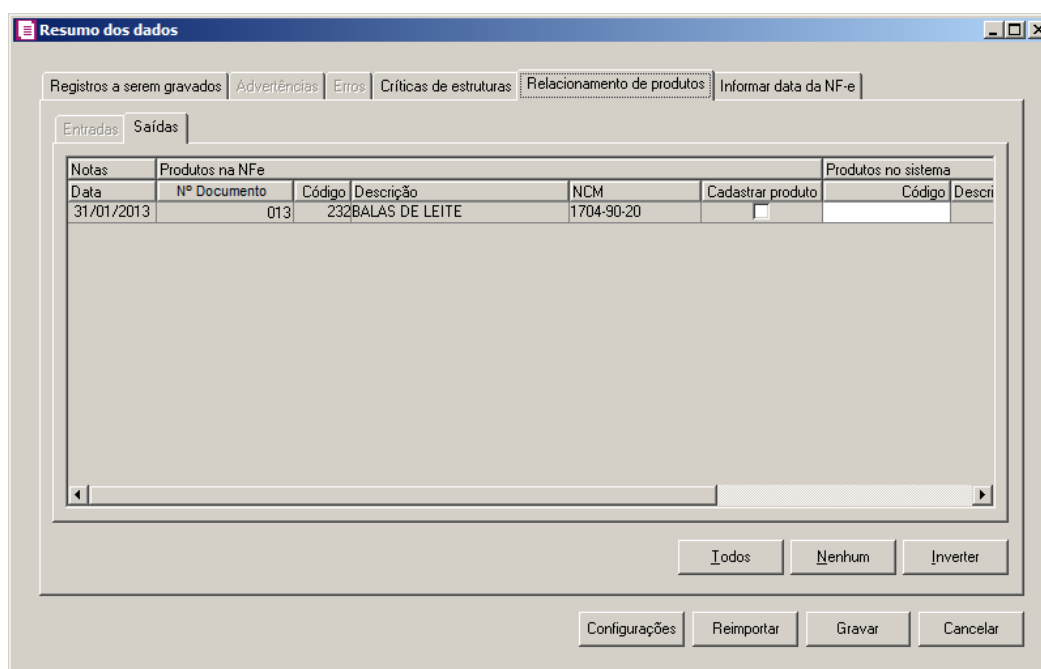 Resumo dos dados
Registros a serem gravados Advertências Erros Críticas de estruturas Relacionamento de produtos Informar data da NF-e
Entradas Saídas
Notas Produtos na NFe Produtos no sistema
Data Nº Documento Código Descrição NCM Cadastrar produto Código Descri
31/01/2013 013 232 BALAS DE LEITE 1704-90-20
Todos Nenhum Inverter
Configurações Reimportar Gravar Cancelar